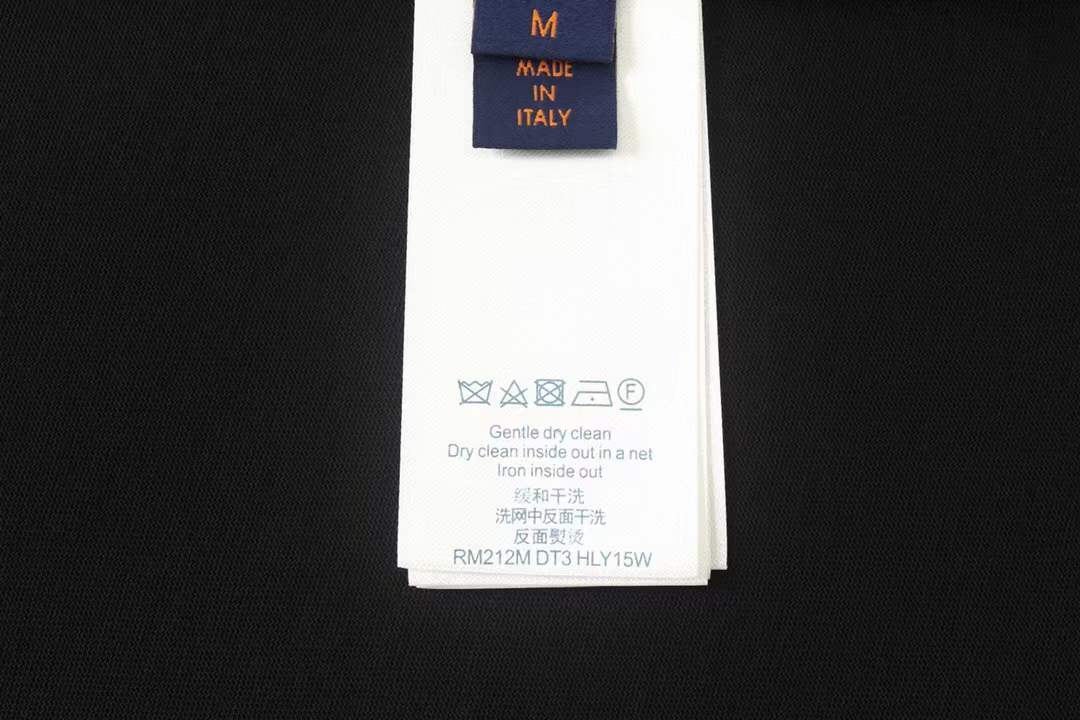 M
MADE
IN
ITALY
F
Gentle dry clean
Dry clean inside out in a net
Iron inside out
缓和干洗
洗网中反面干洗
反面熨烫
RM212M DT3 HLY15W